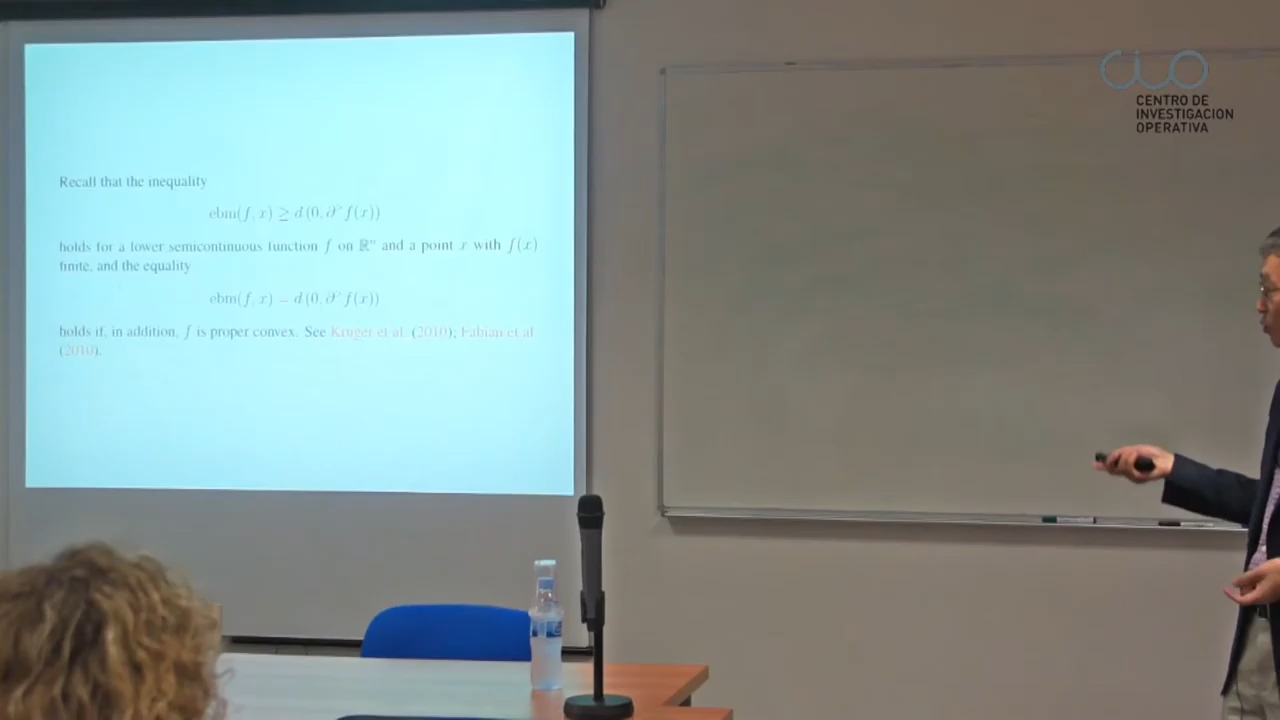 Recall that the inequality
ebm(f, x) ≥ d(0, ∂^> f(x))
holds for a lower semicontinuous function f on ℝⁿ and a point x with f(x)
finite, and the equality
ebm(f, x) = d(0, ∂^> f(x))
holds if, in addition, f is proper convex. See Kruger et al. (2010); Fabian et al
(2010).
CIO
CENTRO DE
INVESTIGACION
OPERATIVA